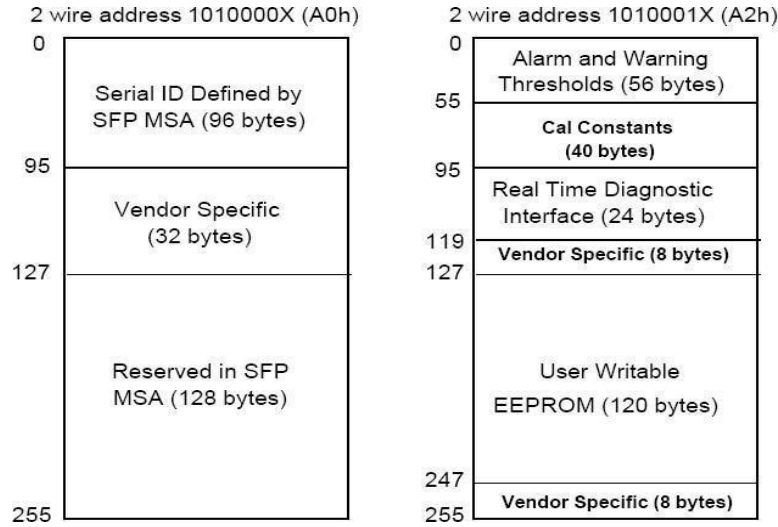 2 wire address 1010000X (A0h)
0
Serial ID Defined by
SFP MSA (96 bytes)
95
Vendor Specific
(32 bytes)
127
Reserved in SFP
MSA (128 bytes)
255
2 wire address 1010001X (A2h)
0
Alarm and Warning
Thresholds (56 bytes)
55
Cal Constants
(40 bytes)
95
Real Time Diagnostic
Interface (24 bytes)
119
Vendor Specific (8 bytes)
127
User Writable
EEPROM (120 bytes)
247
Vendor Specific (8 bytes)
255